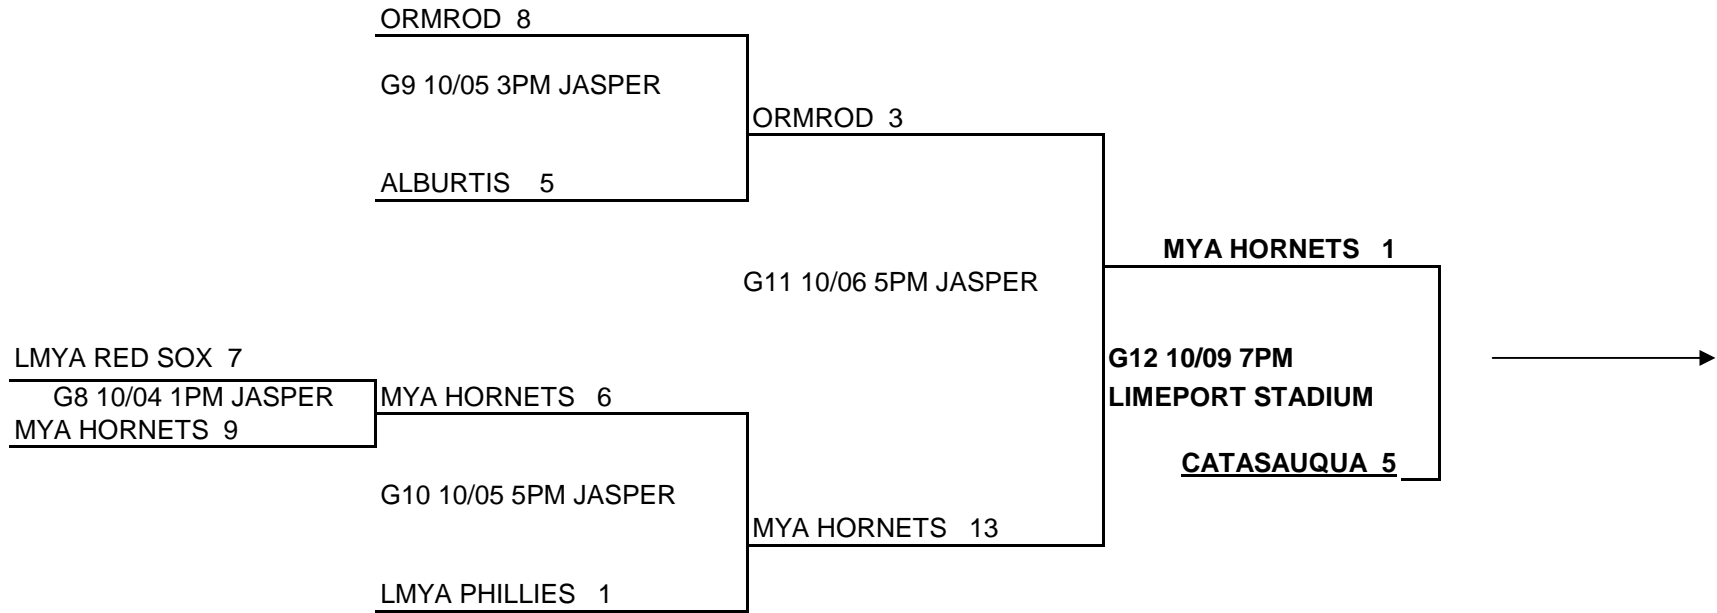 ORMROD  8
G9 10/05 3PM JASPER
ORMROD  3
ALBURTIS    5
MYA HORNETS   1
G11 10/06 5PM JASPER
LMYA RED SOX  7
G12 10/09 7PM
G8 10/04 1PM JASPER
MYA HORNETS   6
LIMEPORT STADIUM
MYA HORNETS  9
CATASAUQUA  5
G10 10/05 5PM JASPER
MYA HORNETS   13
LMYA PHILLIES   1